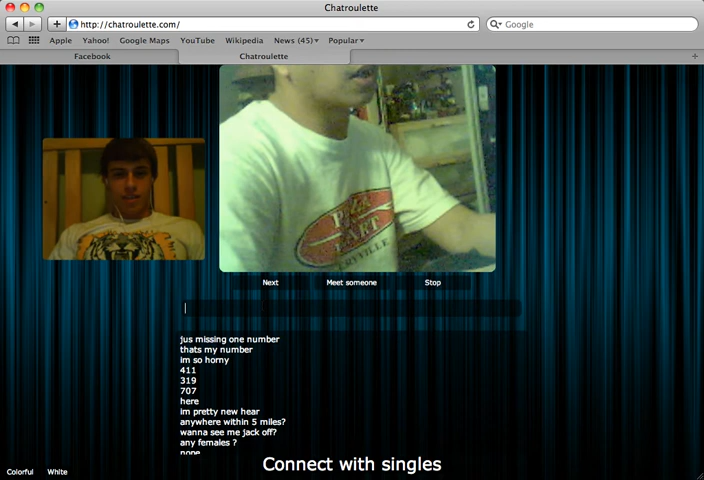 Chatroulette
http://chatroulette.com/
Google
Apple
Yahoo!
Google Maps
YouTube
Wikipedia
News (45)
Popular
Facebook
Chatroulette
Next
Meet someone
Stop
jus missing one number
thats my number
im so horny
411
319
707
here
im pretty new hear
anywhere within 5 miles?
wanna see me jack off?
any females ?
nope
Connect with singles
Colorful
White